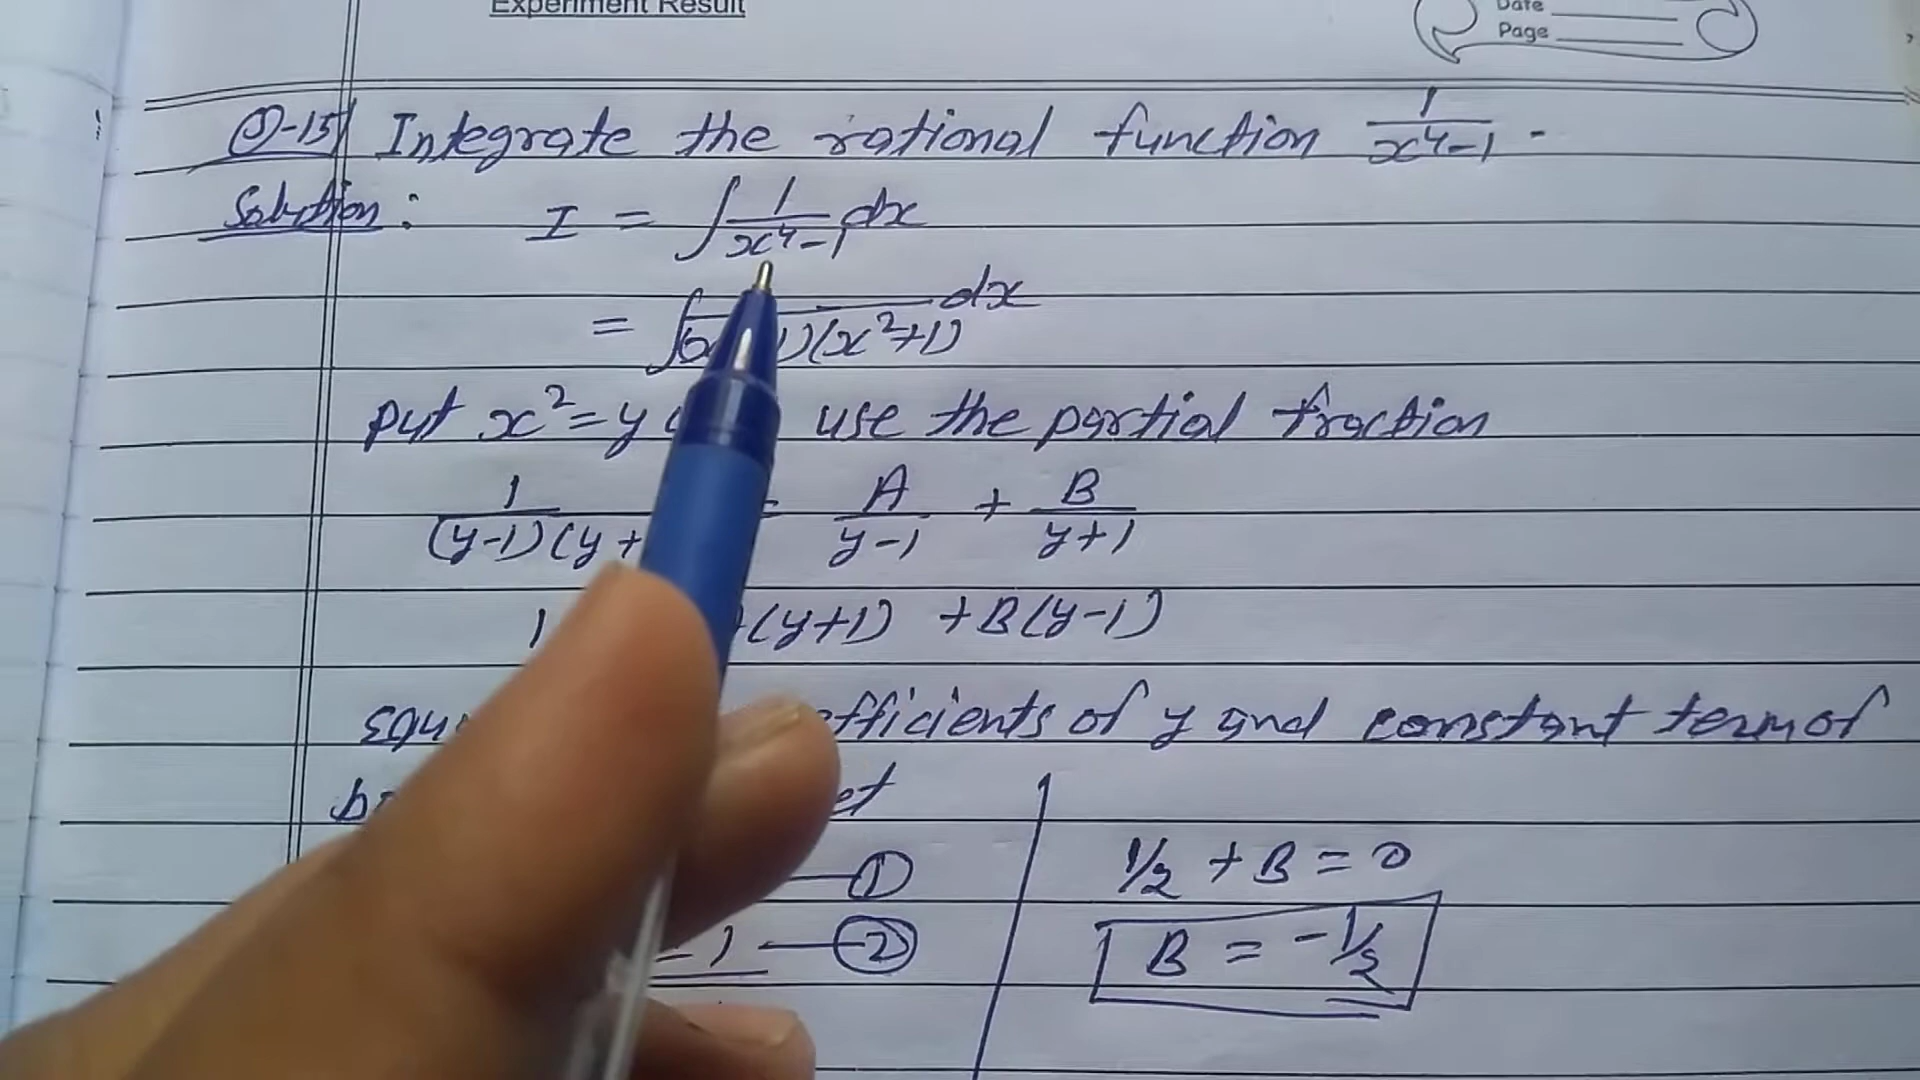 Experiment Result
Date
Page
Q-15 Integrate the rational function 1/(x⁴-1) -
Solution: I = ∫ 1/(x⁴-1) dx
= ∫ dx/( 1)(x²+1)
put x² = y use the partial fraction
1/(y-1)(y+ = A/(y-1) + B/(y+1)
1 (y+1) + B(y-1)
of y and constant term of
1/2 + B = 0
①
= 1 — ②
B = -1/2